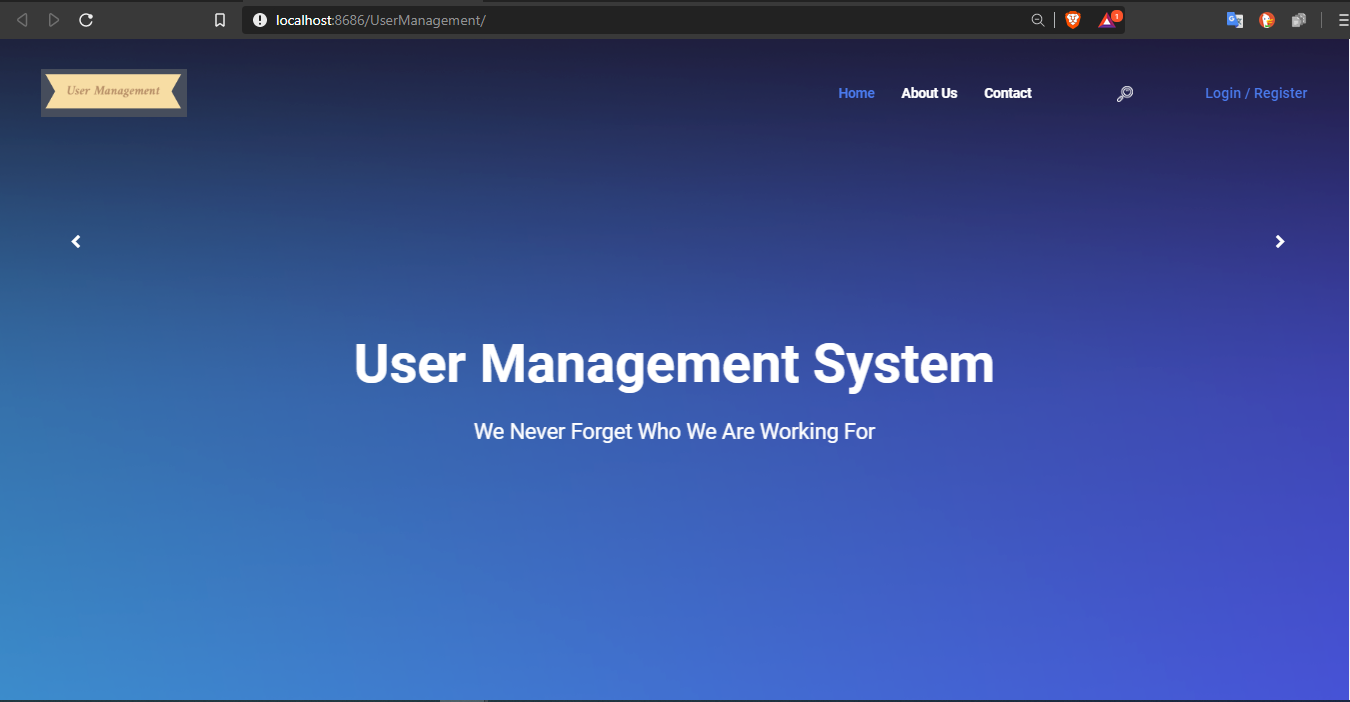 localhost:8686/UserManagement/
1
User Management
Home
About Us
Contact
Login / Register
User Management System
We Never Forget Who We Are Working For